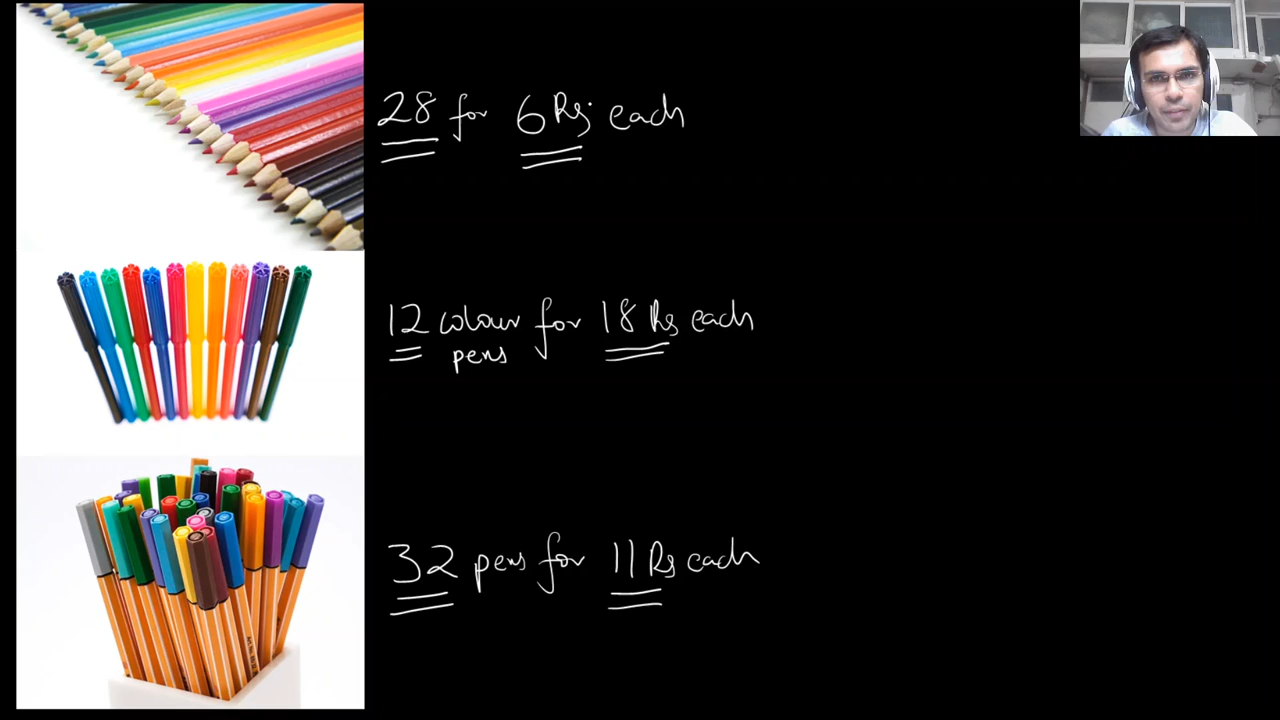 28 for 6 Rs. each
12 colour for 18 Rs each
pens
32 pens for 11 Rs each